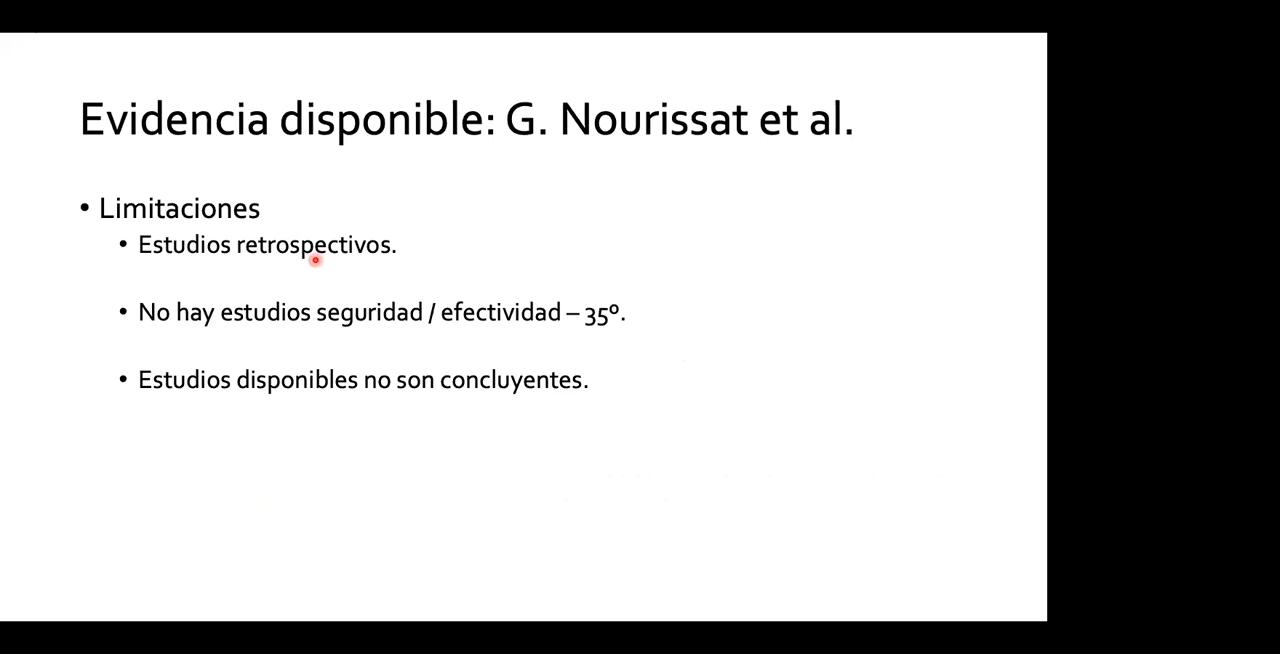 Evidencia disponible: G. Nourissat et al.
• Limitaciones
• Estudios retrospectivos.
• No hay estudios seguridad / efectividad – 35º.
• Estudios disponibles no son concluyentes.